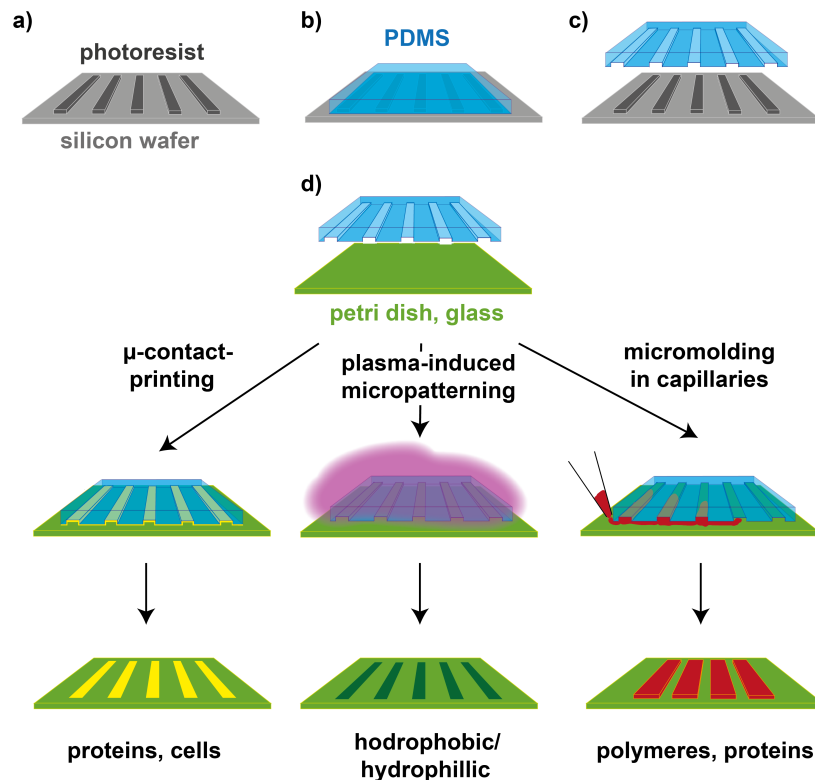 a)
photoresist
silicon wafer
b)
PDMS
c)
d)
petri dish, glass
µ-contact-
printing
plasma-induced
micropatterning
micromolding
in capillaries
proteins, cells
hodrophobic/
hydrophillic
polymeres, proteins